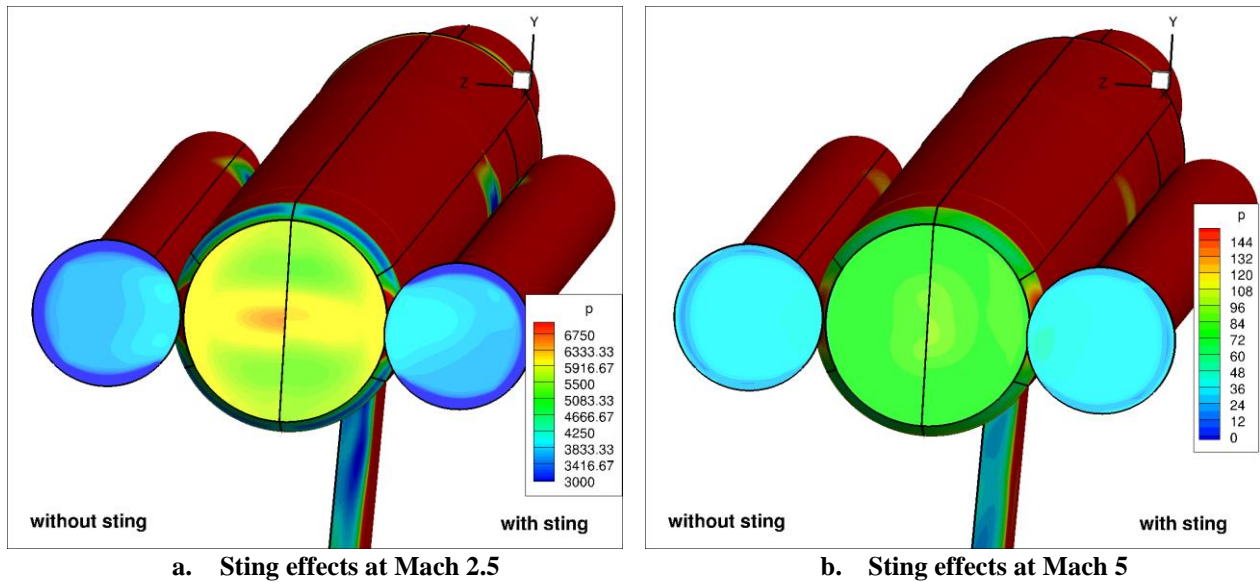 Y
Z
p
6750
6333.33
5916.67
5500
5083.33
4666.67
4250
3833.33
3416.67
3000
without sting
with sting
a. Sting effects at Mach 2.5
Y
Z
p
144
132
120
108
96
84
72
60
48
36
24
12
0
without sting
with sting
b. Sting effects at Mach 5